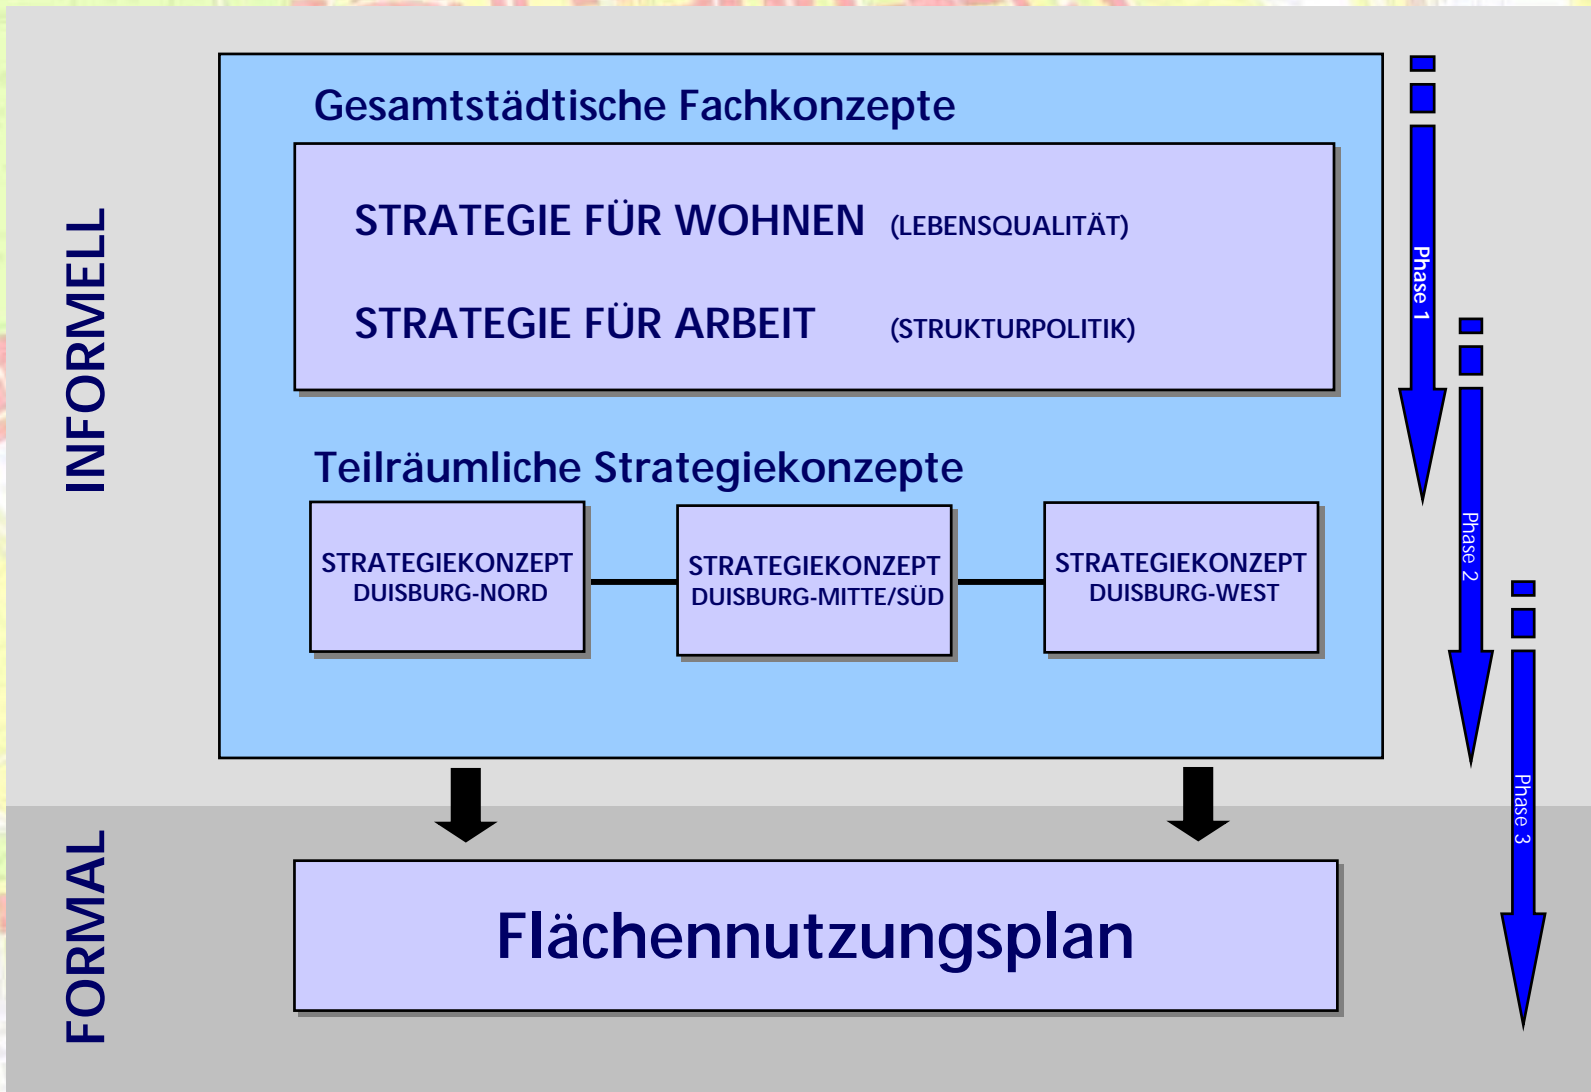 INFORMELL
Gesamtstädtische Fachkonzepte
STRATEGIE FÜR WOHNEN (LEBENSQUALITÄT)
STRATEGIE FÜR ARBEIT (STRUKTURPOLITIK)
Teilräumliche Strategiekonzepte
STRATEGIEKONZEPT
DUISBURG-NORD
STRATEGIEKONZEPT
DUISBURG-MITTE/SÜD
STRATEGIEKONZEPT
DUISBURG-WEST
Phase 1
Phase 2
Phase 3
FORMAL
Flächennutzungsplan